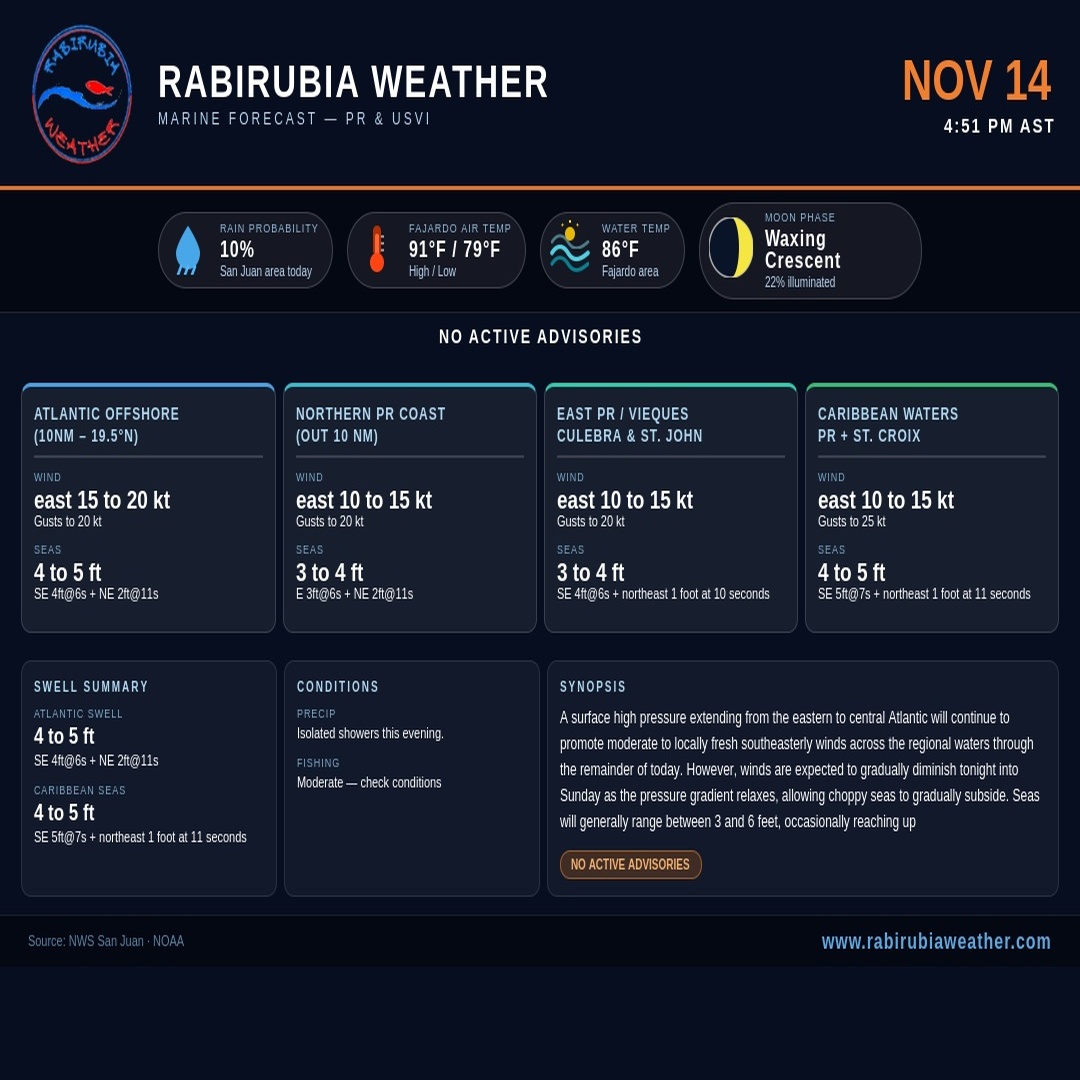 RABIRUBIA
WEATHER
RABIRUBIA WEATHER
MARINE FORECAST — PR & USVI
NOV 14
4:51 PM AST
RAIN PROBABILITY
10%
San Juan area today
FAJARDO AIR TEMP
91°F / 79°F
High / Low
WATER TEMP
86°F
Fajardo area
MOON PHASE
Waxing
Crescent
22% illuminated
NO ACTIVE ADVISORIES
ATLANTIC OFFSHORE
(10NM – 19.5°N)
WIND
east 15 to 20 kt
Gusts to 20 kt
SEAS
4 to 5 ft
SE 4ft@6s + NE 2ft@11s
NORTHERN PR COAST
(OUT 10 NM)
WIND
east 10 to 15 kt
Gusts to 20 kt
SEAS
3 to 4 ft
E 3ft@6s + NE 2ft@11s
EAST PR / VIEQUES
CULEBRA & ST. JOHN
WIND
east 10 to 15 kt
Gusts to 20 kt
SEAS
3 to 4 ft
SE 4ft@6s + northeast 1 foot at 10 seconds
CARIBBEAN WATERS
PR + ST. CROIX
WIND
east 10 to 15 kt
Gusts to 25 kt
SEAS
4 to 5 ft
SE 5ft@7s + northeast 1 foot at 11 seconds
SWELL SUMMARY
ATLANTIC SWELL
4 to 5 ft
SE 4ft@6s + NE 2ft@11s
CARIBBEAN SEAS
4 to 5 ft
SE 5ft@7s + northeast 1 foot at 11 seconds
CONDITIONS
PRECIP
Isolated showers this evening.
FISHING
Moderate — check conditions
SYNOPSIS
A surface high pressure extending from the eastern to central Atlantic will continue to
promote moderate to locally fresh southeasterly winds across the regional waters through
the remainder of today. However, winds are expected to gradually diminish tonight into
Sunday as the pressure gradient relaxes, allowing choppy seas to gradually subside. Seas
will generally range between 3 and 6 feet, occasionally reaching up
NO ACTIVE ADVISORIES
Source: NWS San Juan · NOAA
www.rabirubiaweather.com